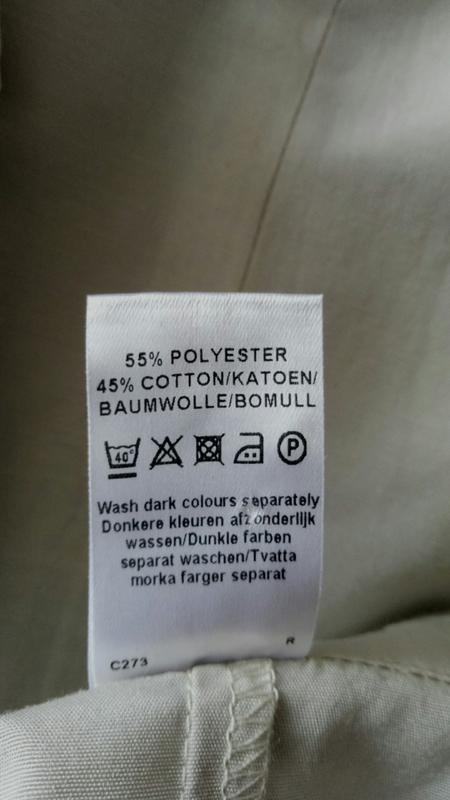 55% POLYESTER
45% COTTON/KATOEN/
BAUMWOLLE/BOMULL
40° P
Wash dark colours separately
Donkere kleuren afzonderlijk
wassen/Dunkle farben
separat waschen/Tvatta
morka farger separat
R
C273